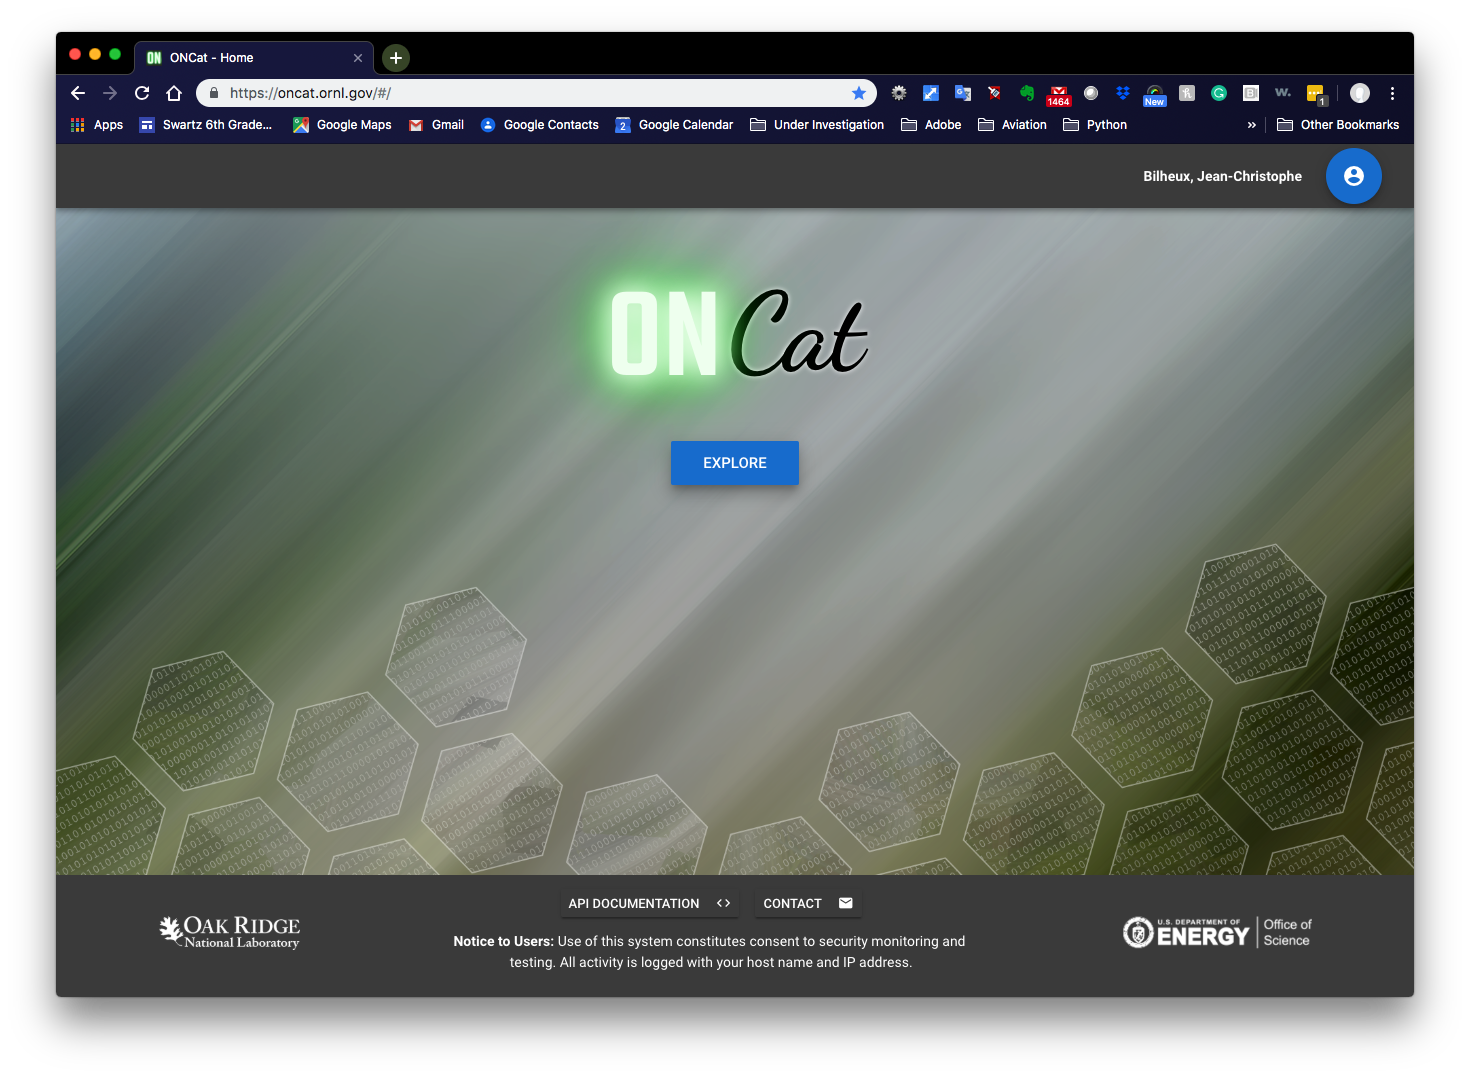 ONCat - Home
https://oncat.ornl.gov/#/
1464
New
1
Apps
Swartz 6th Grade...
Google Maps
Gmail
Google Contacts
2
Google Calendar
Under Investigation
Adobe
Aviation
Python
»
Other Bookmarks
Bilheux, Jean-Christophe
ONCat
EXPLORE
API DOCUMENTATION <>
CONTACT
OAK RIDGE
National Laboratory
Notice to Users: Use of this system constitutes consent to security monitoring and
testing. All activity is logged with your host name and IP address.
U.S. DEPARTMENT OF
ENERGY
Office of
Science